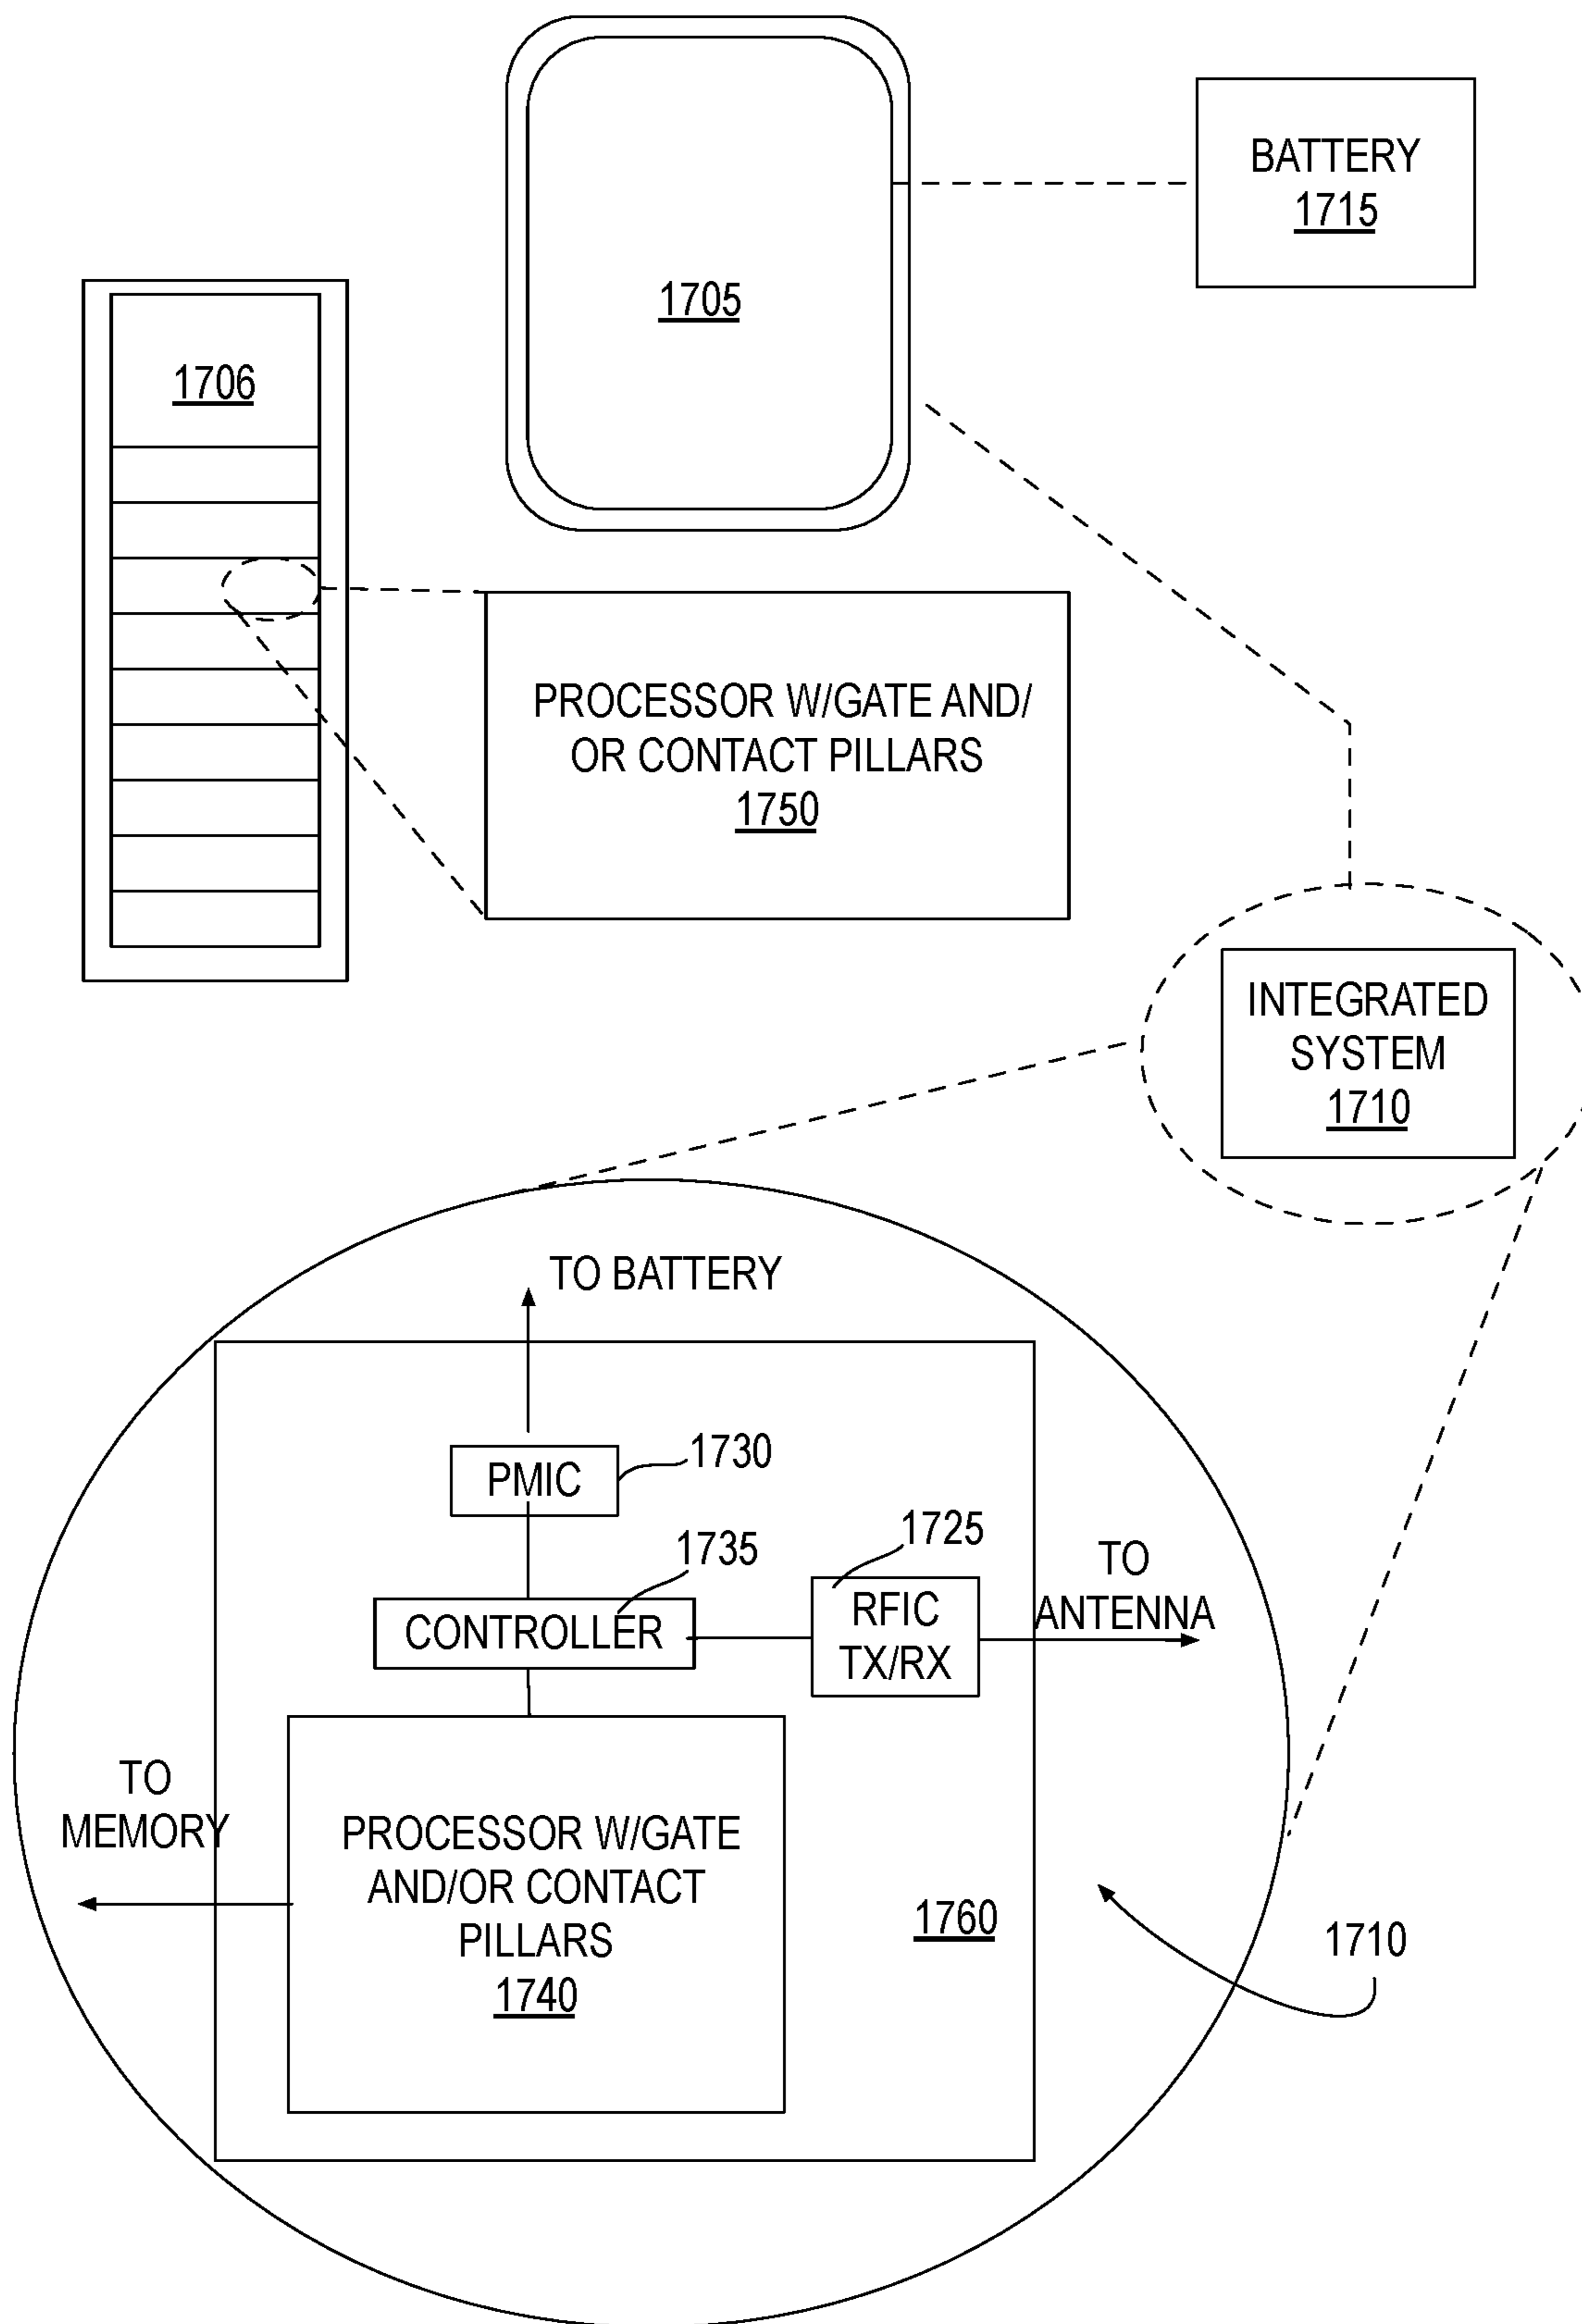 BATTERY
1715
1705
1706
PROCESSOR W/GATE AND/
OR CONTACT PILLARS
1750
INTEGRATED
SYSTEM
1710
TO BATTERY
PMIC
1730
1735
1725
CONTROLLER
RFIC
TX/RX
TO
ANTENNA
TO
MEMORY
PROCESSOR W/GATE
AND/OR CONTACT
PILLARS
1740
1760
1710